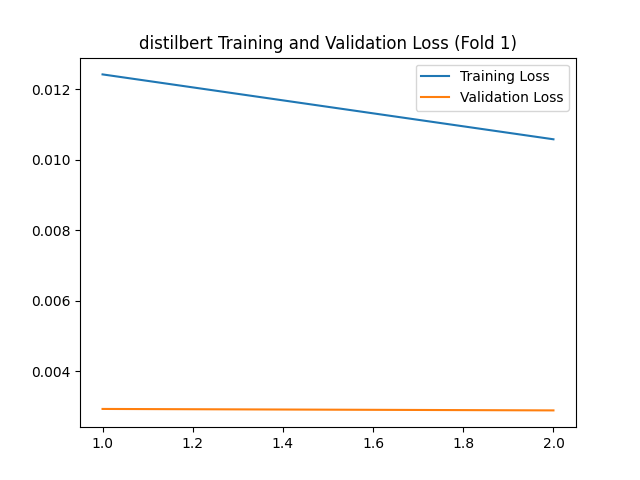 distilbert Training and Validation Loss (Fold 1)
Training Loss
Validation Loss
0.012
0.010
0.008
0.006
0.004
1.0 1.2 1.4 1.6 1.8 2.0